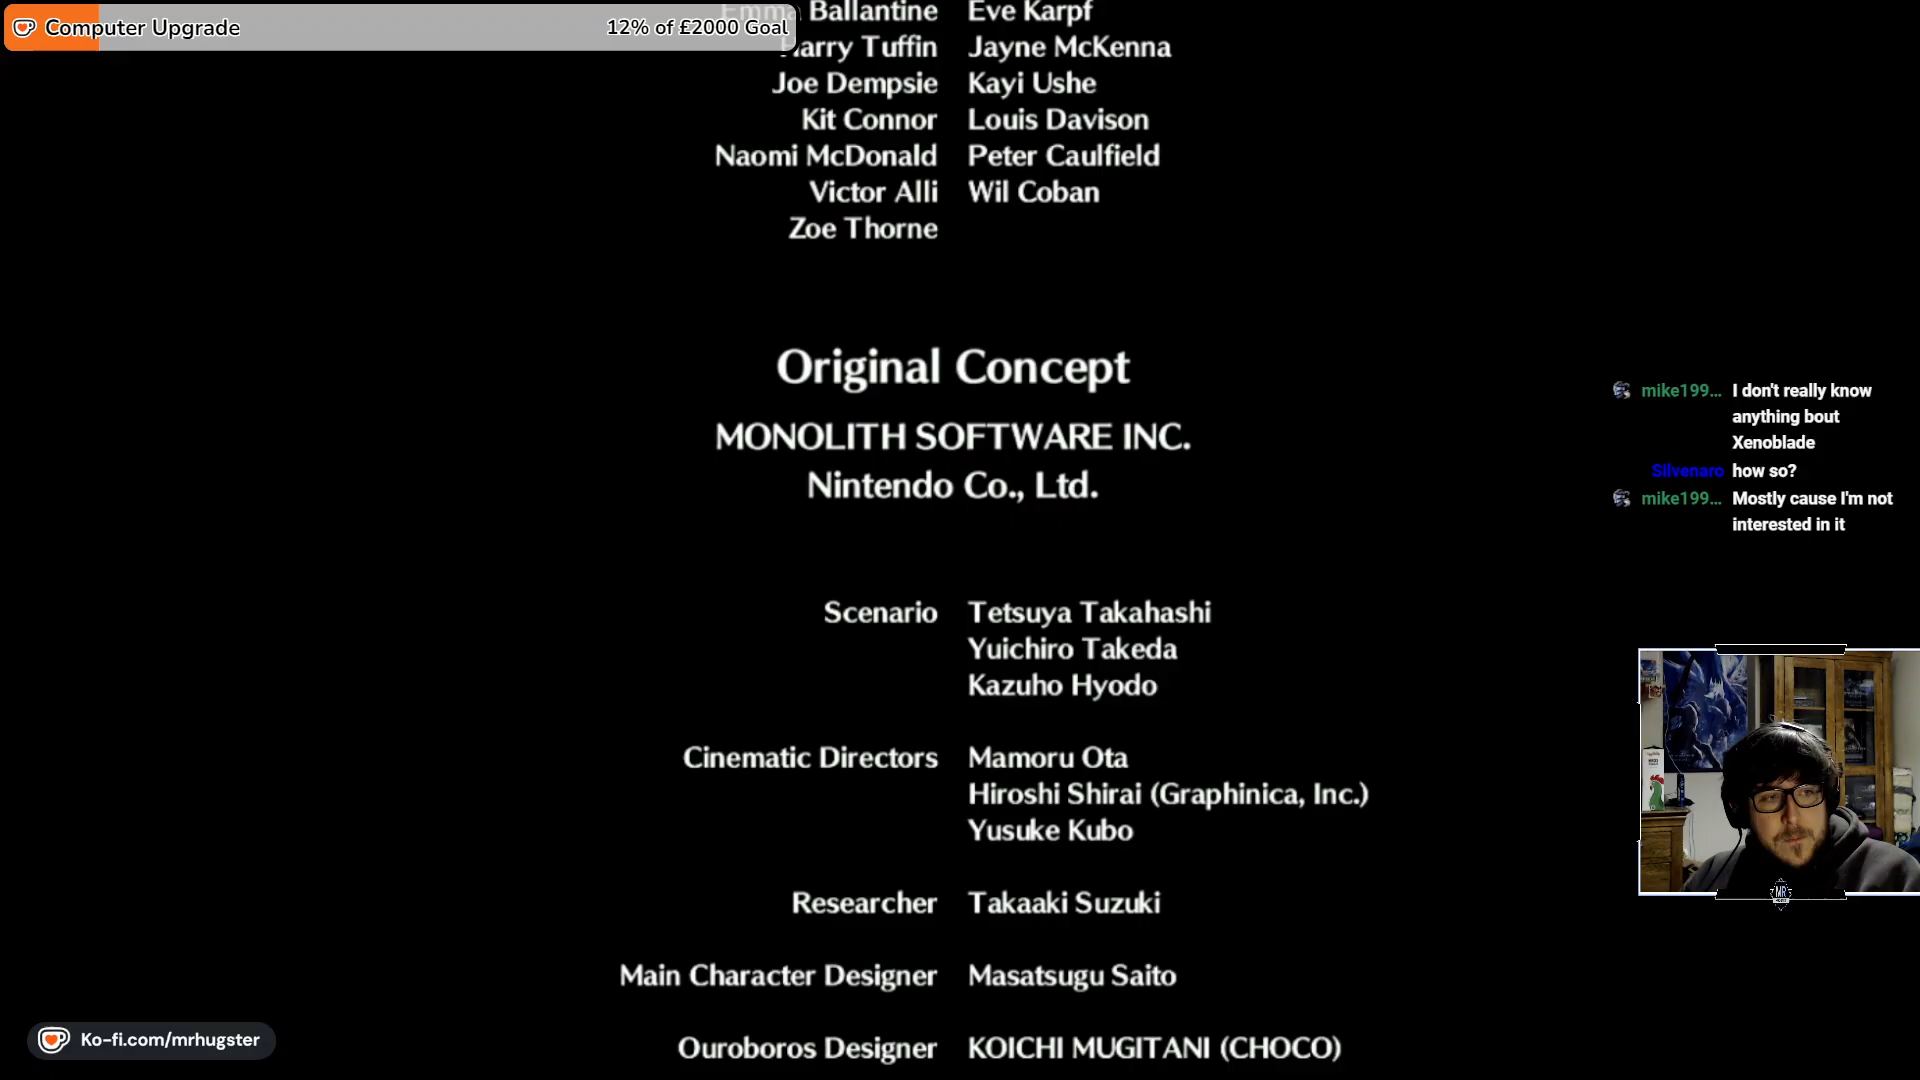 Computer Upgrade 12% of £2000 Goal
Emma Ballantine Eve Karpf
Harry Tuffin Jayne McKenna
Joe Dempsie Kayi Ushe
Kit Connor Louis Davison
Naomi McDonald Peter Caulfield
Victor Alli Wil Coban
Zoe Thorne
Original Concept
MONOLITH SOFTWARE INC.
Nintendo Co., Ltd.
mike199... I don't really know
anything bout
Xenoblade
Silvenaro how so?
mike199... Mostly cause I'm not
interested in it
Scenario Tetsuya Takahashi
Yuichiro Takeda
Kazuho Hyodo
Cinematic Directors Mamoru Ota
Hiroshi Shirai (Graphinica, Inc.)
Yusuke Kubo
Researcher Takaaki Suzuki
Main Character Designer Masatsugu Saito
Ouroboros Designer KOICHI MUGITANI (CHOCO)
MR
Ko-fi.com/mrhugster